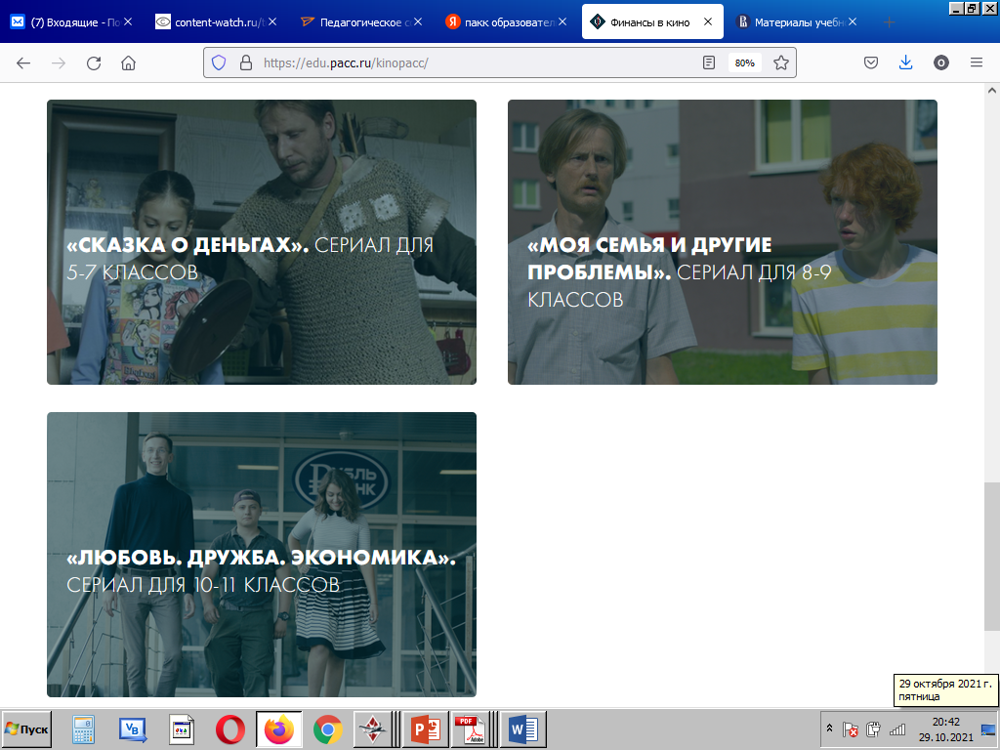 (7) Входящие - По
content-watch.ru/t
Педагогическое с
пакк образовател
Финансы в кино
Материалы учебн
https://edu.pacc.ru/kinopacc/
80%
«СКАЗКА О ДЕНЬГАХ». СЕРИАЛ ДЛЯ
5-7 КЛАССОВ
«МОЯ СЕМЬЯ И ДРУГИЕ
ПРОБЛЕМЫ». СЕРИАЛ ДЛЯ 8-9
КЛАССОВ
РУБЛЬ
БАНК
«ЛЮБОВЬ. ДРУЖБА. ЭКОНОМИКА».
СЕРИАЛ ДЛЯ 10-11 КЛАССОВ
29 октября 2021 г.
пятница
Пуск
20:42
29.10.2021